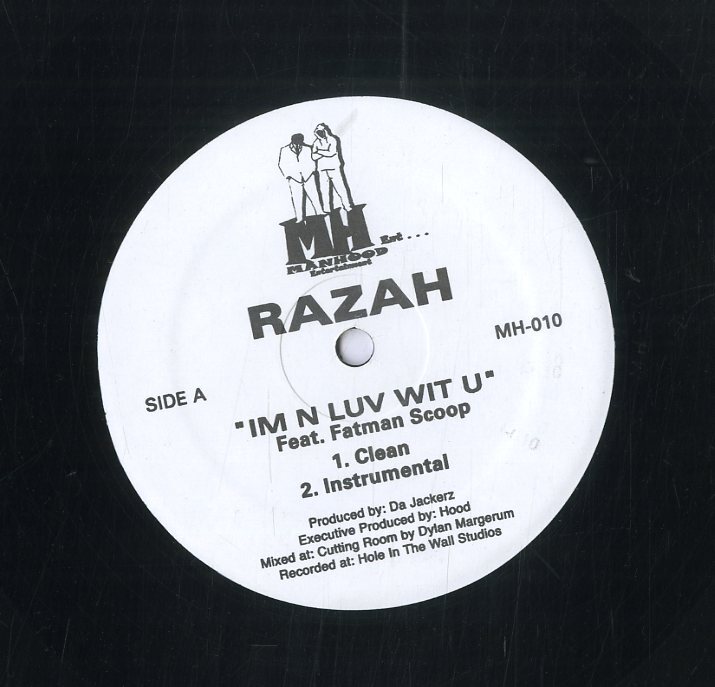 MH Ent...
MANHOOD
Entertainment
RAZAH
MH-010
SIDE A
"IM N LUV WIT U"
Feat. Fatman Scoop
1. Clean
2. Instrumental
Produced by: Da Jackerz
Executive Produced by: Hood
Mixed at: Cutting Room by Dylan Margerum
Recorded at: Hole In The Wall Studios